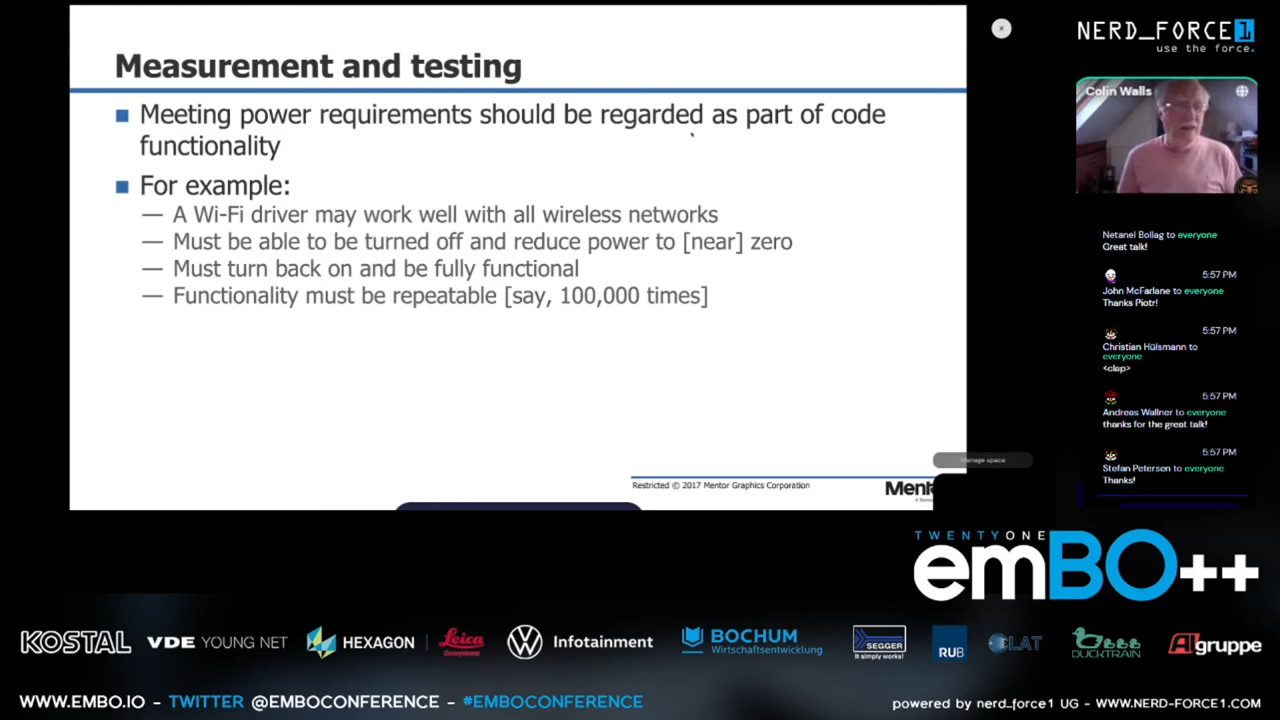 Measurement and testing
Meeting power requirements should be regarded as part of code
functionality
For example:
— A Wi-Fi driver may work well with all wireless networks
— Must be able to be turned off and reduce power to [near] zero
— Must turn back on and be fully functional
— Functionality must be repeatable [say, 100,000 times]
Restricted © 2017 Mentor Graphics Corporation
Manage space
NERD_FORCE1
use the force.
Colin Walls
Netanel Bollag to everyone
Great talk!
5:57 PM
John McFarlane to everyone
Thanks Piotr!
5:57 PM
Christian Hülsmann to
everyone
<clap>
5:57 PM
Andreas Wallner to everyone
thanks for the great talk!
5:57 PM
Stefan Petersen to everyone
Thanks!
TWENTYONE
emBO++
KOSTAL
VDE YOUNG NET
HEXAGON
Leica
Geosystems
Infotainment
BOCHUM
Wirtschaftsentwicklung
SEGGER
It simply works!
RUB
LAT
DUCKTRAIN
AIgruppe
WWW.EMBO.IO – TWITTER @EMBOCONFERENCE – #EMBOCONFERENCE
powered by nerd_force1 UG – WWW.NERD-FORCE1.COM